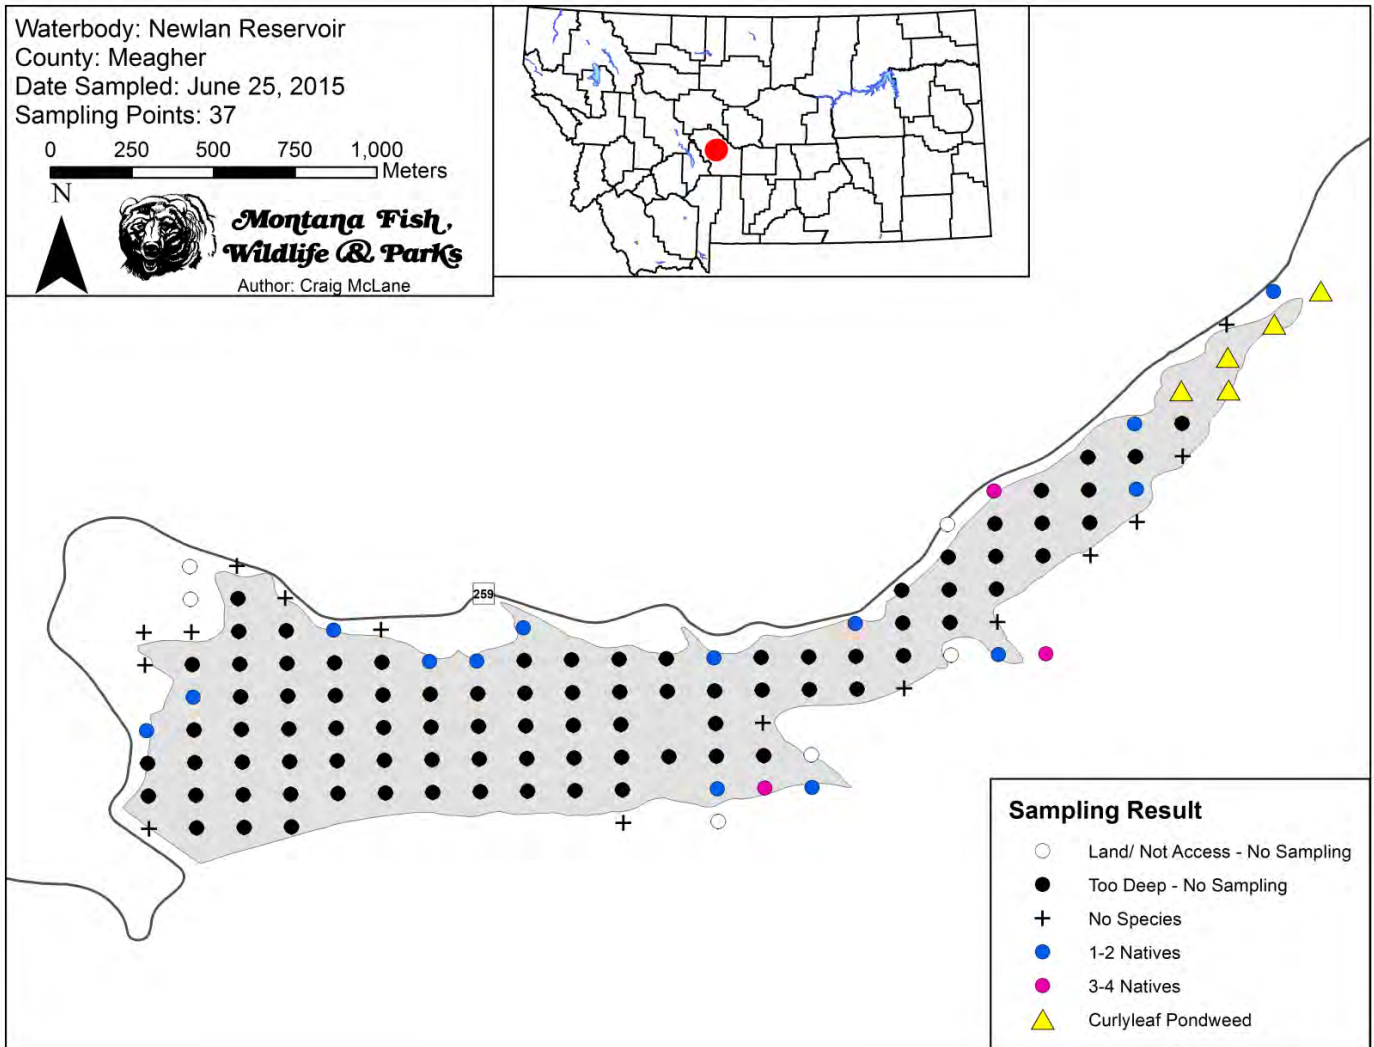 Waterbody: Newlan Reservoir
County: Meagher
Date Sampled: June 25, 2015
Sampling Points: 37
0 250 500 750 1,000
Meters
N
Montana Fish,
Wildlife & Parks
Author: Craig McLane
259
Sampling Result
Land/ Not Access - No Sampling
Too Deep - No Sampling
No Species
1-2 Natives
3-4 Natives
Curlyleaf Pondweed